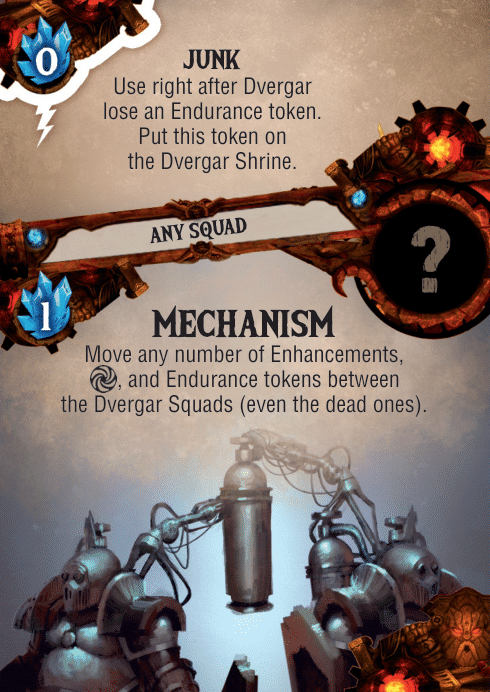 0
JUNK
Use right after Dvergar
lose an Endurance token.
Put this token on
the Dvergar Shrine.
ANY SQUAD
?
1
MECHANISM
Move any number of Enhancements,
, and Endurance tokens between
the Dvergar Squads (even the dead ones).